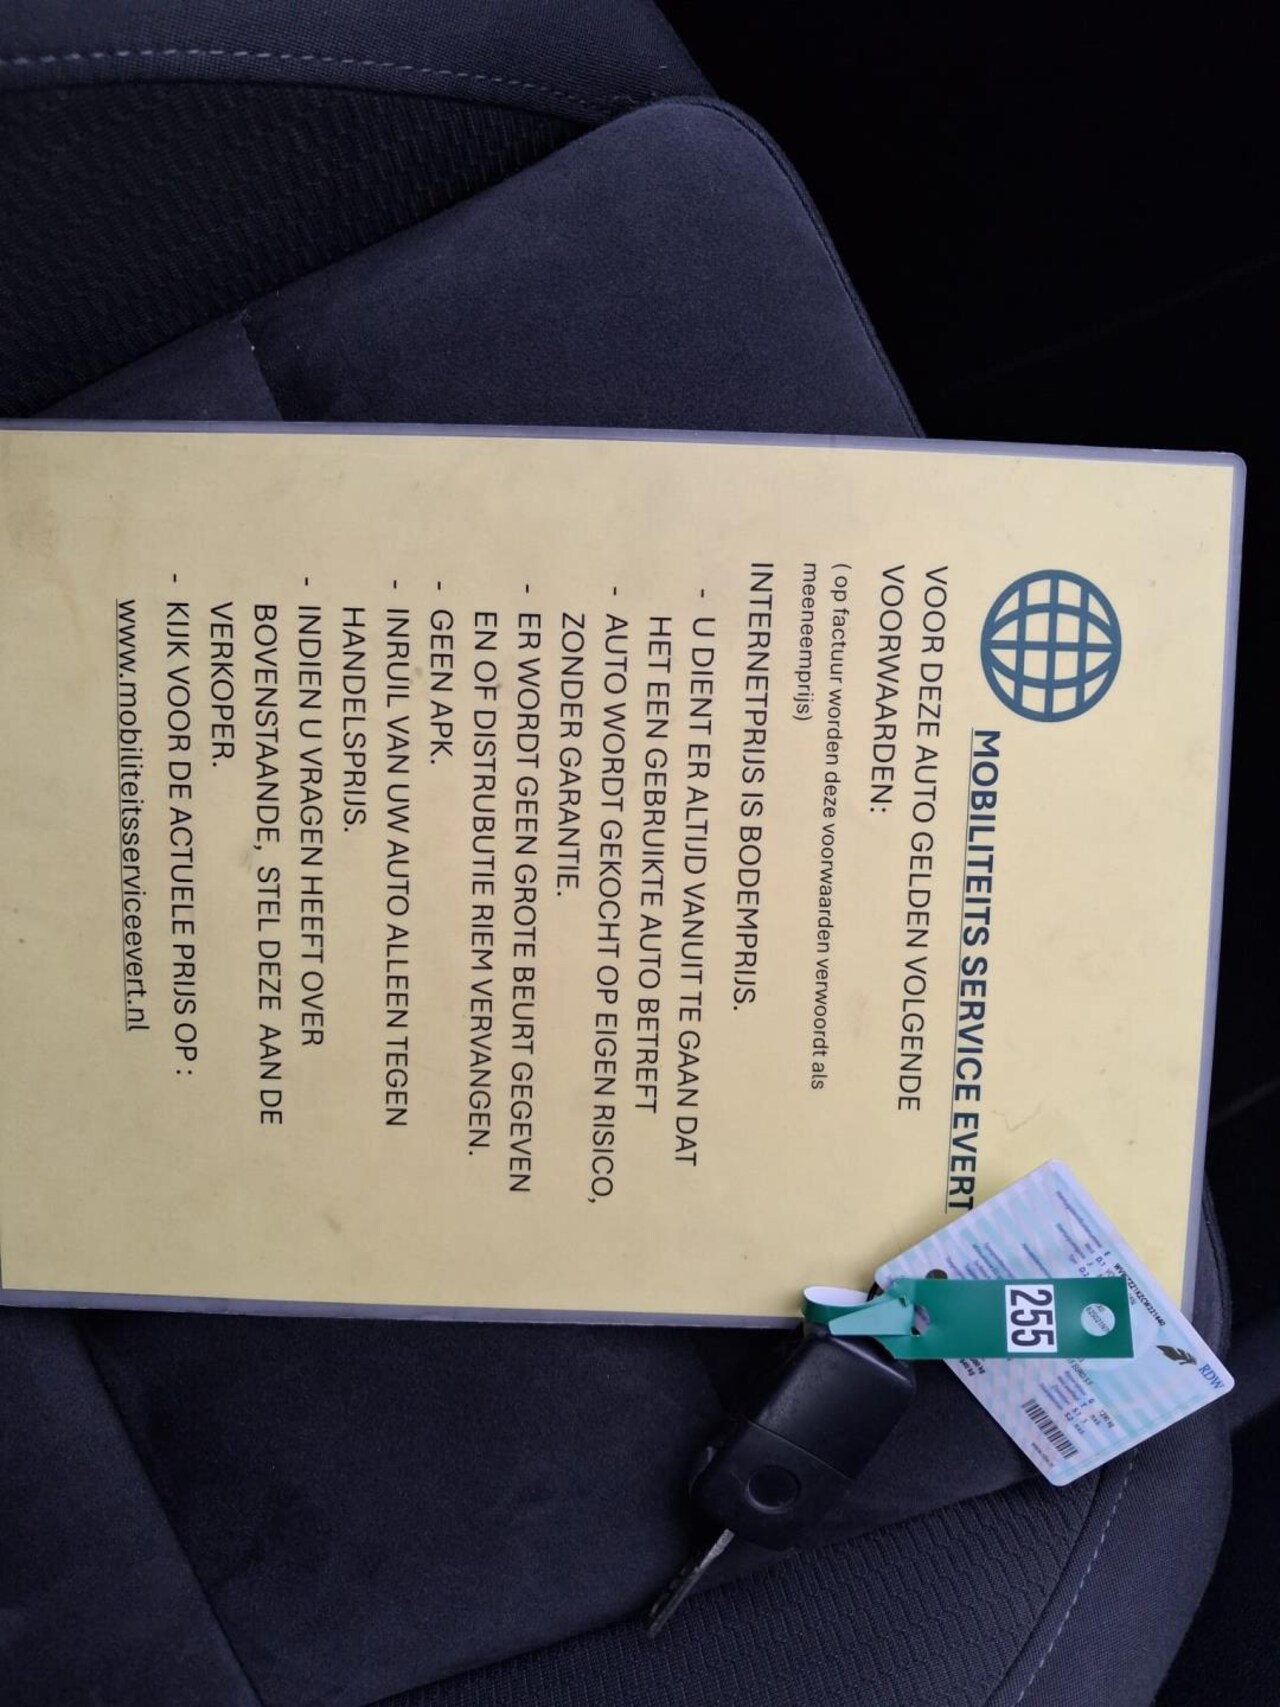 MOBILITEITS SERVICE EVERT
VOOR DEZE AUTO GELDEN VOLGENDE
VOORWAARDEN:
( op factuur worden deze voorwaarden verwoordt als
meeneemprijs)
INTERNETPRIJS IS BODEMPRIJS.
- U DIENT ER ALTIJD VANUIT TE GAAN DAT
HET EEN GEBRUIKTE AUTO BETREFT
- AUTO WORDT GEKOCHT OP EIGEN RISICO,
ZONDER GARANTIE.
- ER WORDT GEEN GROTE BEURT GEGEVEN
EN OF DISTRUBUTIE RIEM VERVANGEN.
- GEEN APK.
- INRUIL VAN UW AUTO ALLEEN TEGEN
HANDELSPRIJS.
- INDIEN U VRAGEN HEEFT OVER
BOVENSTAANDE, STEL DEZE AAN DE
VERKOPER.
- KIJK VOOR DE ACTUELE PRIJS OP :
www.mobiliteitsserviceevert.nl
255
RDW